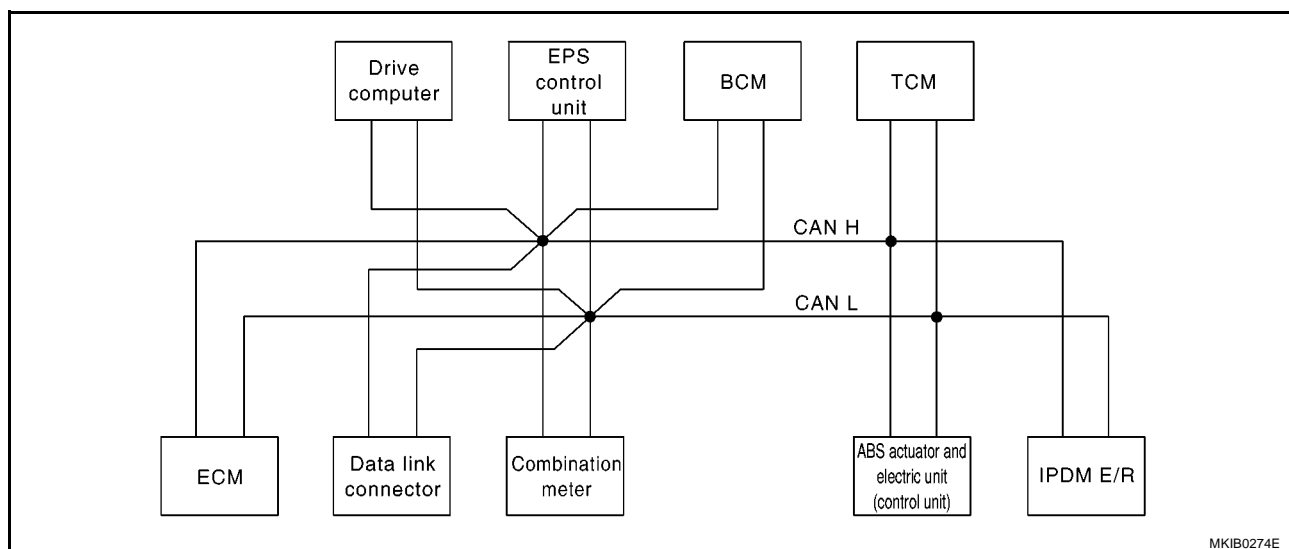 Drive
computer
EPS
control
unit
BCM
TCM
CAN H
CAN L
ECM
Data link
connector
Combination
meter
ABS actuator and
electric unit
(control unit)
IPDM E/R
MKIB0274E